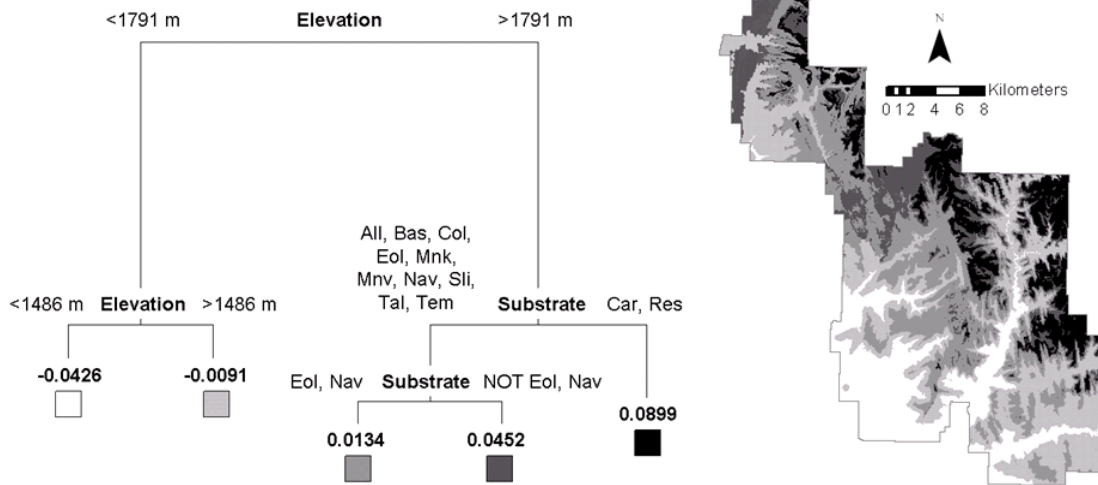 <1791 m Elevation >1791 m
N
Kilometers
0 1 2 4 6 8
All, Bas, Col,
Eol, Mnk,
Mnv, Nav, Sli,
Tal, Tem
<1486 m Elevation >1486 m
Substrate Car, Res
-0.0426 -0.0091
Eol, Nav Substrate NOT Eol, Nav
0.0899
0.0134 0.0452